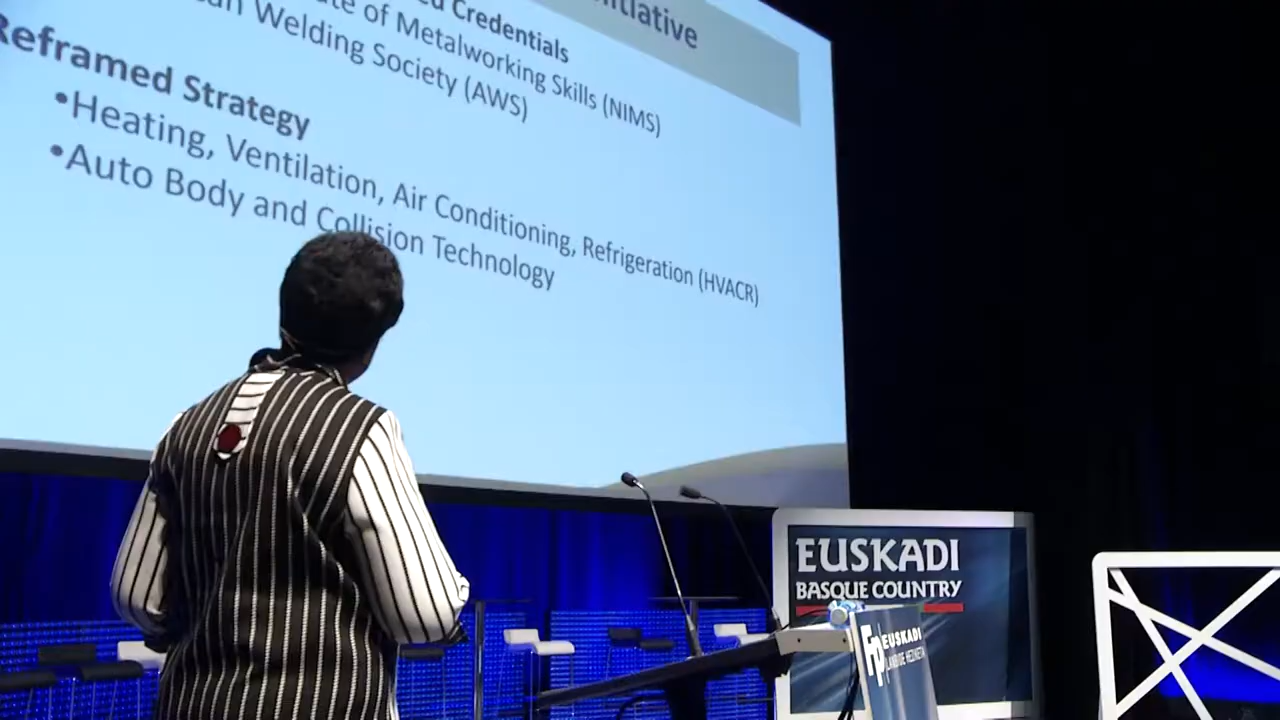 Credentials
of Metalworking Skills (NIMS)
Welding Society (AWS)
Reframed Strategy
•Heating, Ventilation, Air Conditioning, Refrigeration (HVACR)
•Auto Body and Collision Technology
EUSKADI
BASQUE COUNTRY
Fp EUSKADI